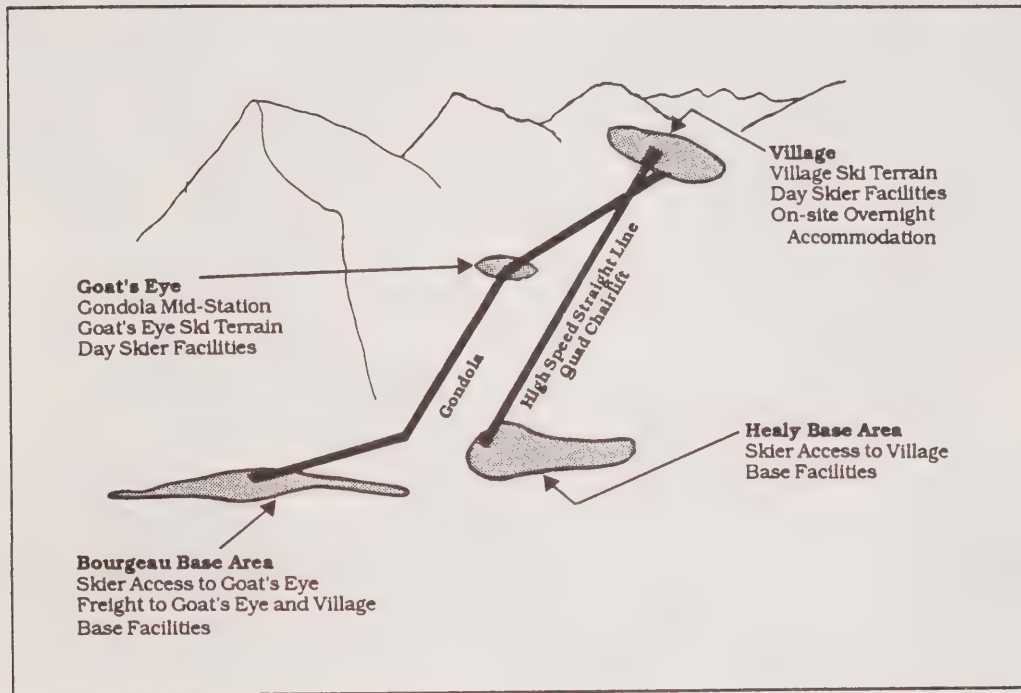 Village
Village Ski Terrain
Day Skier Facilities
On-site Overnight
Accommodation
Goat's Eye
Gondola Mid-Station
Goat's Eye Ski Terrain
Day Skier Facilities
Gondola
High Speed Straight Line
Quad Chairlift
Healy Base Area
Skier Access to Village
Base Facilities
Bourgeau Base Area
Skier Access to Goat's Eye
Freight to Goat's Eye and Village
Base Facilities